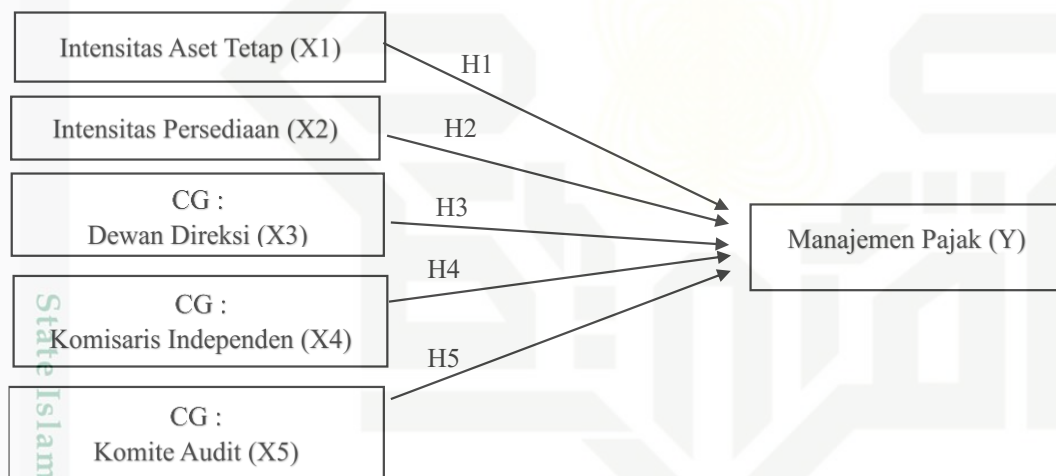 Intensitas Aset Tetap (X1)
H1
Intensitas Persediaan (X2)
H2
CG :
Dewan Direksi (X3)
H3
Manajemen Pajak (Y)
CG :
Komisaris Independen (X4)
H4
CG :
Komite Audit (X5)
H5
State Islam